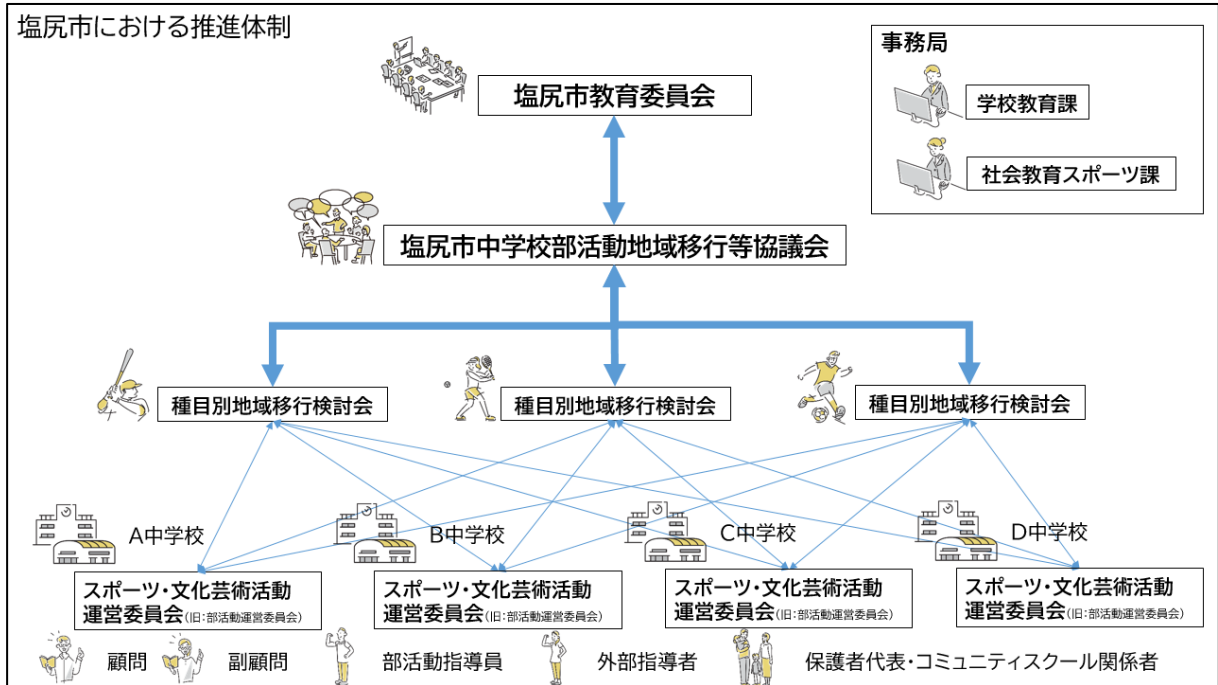 塩尻市における推進体制
事務局
塩尻市教育委員会
学校教育課
社会教育スポーツ課
塩尻市中学校部活動地域移行等協議会
種目別地域移行検討会
種目別地域移行検討会
種目別地域移行検討会
A中学校
B中学校
C中学校
D中学校
スポーツ・文化芸術活動
運営委員会(旧:部活動運営委員会)
スポーツ・文化芸術活動
運営委員会(旧:部活動運営委員会)
スポーツ・文化芸術活動
運営委員会(旧:部活動運営委員会)
スポーツ・文化芸術活動
運営委員会(旧:部活動運営委員会)
顧問
副顧問
部活動指導員
外部指導者
保護者代表・コミュニティスクール関係者